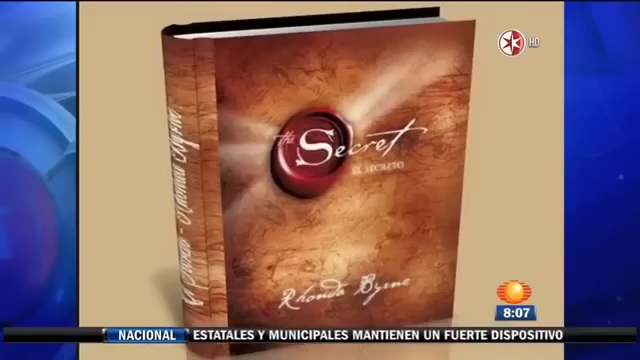 HD
the Secret
EL SECRETO
Rhonda Byrne
El Secreto - Rhonda Byrne
8:07
NACIONAL ESTATALES Y MUNICIPALES MANTIENEN UN FUERTE DISPOSITIVO